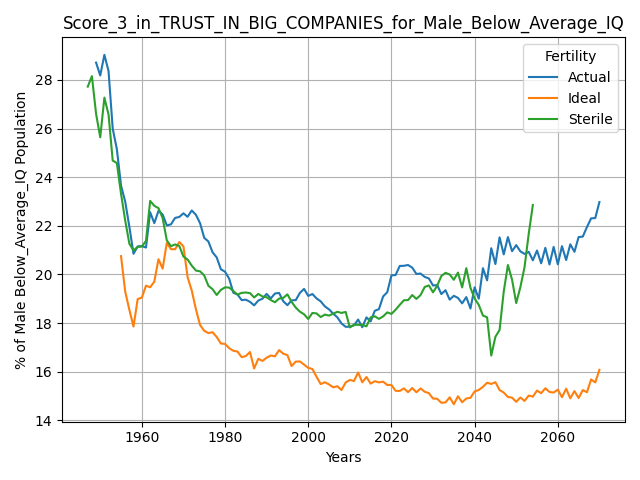 Score_3_in_TRUST_IN_BIG_COMPANIES_for_Male_Below_Average_IQ
Fertility
Actual
Ideal
Sterile
% of Male Below_Average_IQ Population
28
26
24
22
20
18
16
14
1960
1980
2000
2020
2040
2060
Years